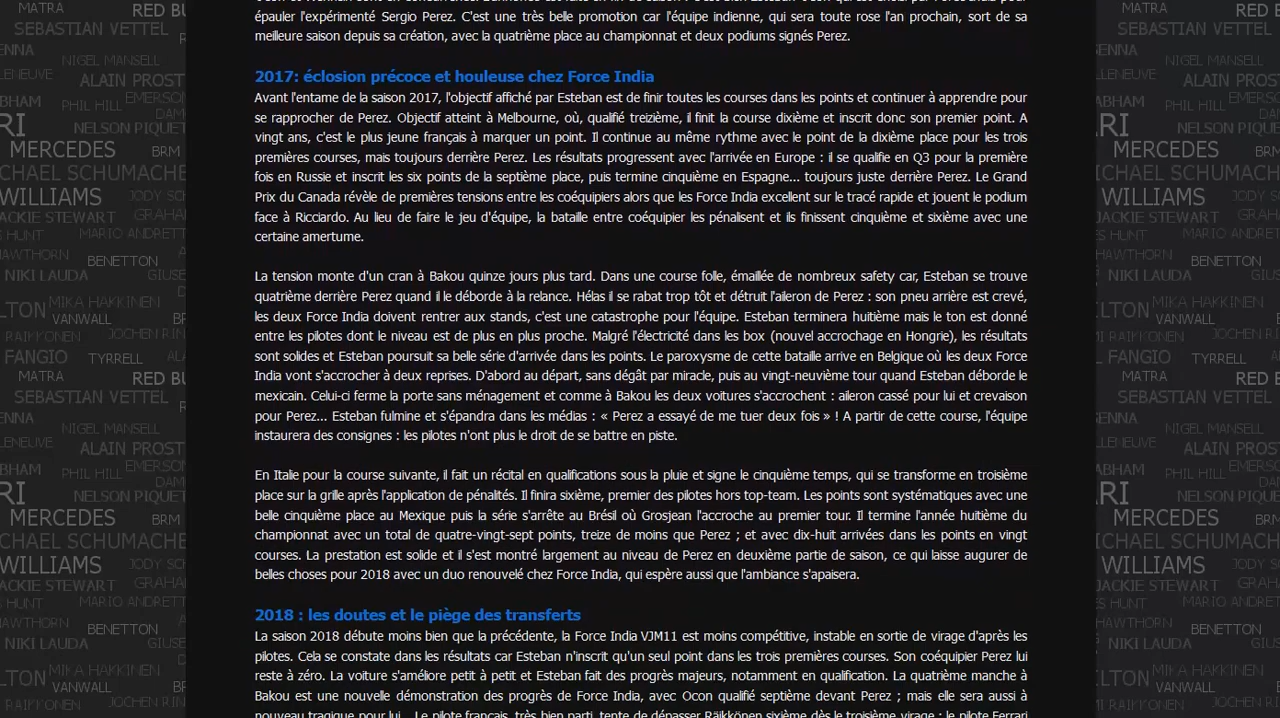 épauler l'expérimenté Sergio Perez. C'est une très belle promotion car l'équipe indienne, qui sera toute rose l'an prochain, sort de sa
meilleure saison depuis sa création, avec la quatrième place au championnat et deux podiums signés Perez.
2017: éclosion précoce et houleuse chez Force India
Avant l'entame de la saison 2017, l'objectif affiché par Esteban est de finir toutes les courses dans les points et continuer à apprendre pour
se rapprocher de Perez. Objectif atteint à Melbourne, où, qualifié treizième, il finit la course dixième et inscrit donc son premier point. A
vingt ans, c'est le plus jeune français à marquer un point. Il continue au même rythme avec le point de la dixième place pour les trois
premières courses, mais toujours derrière Perez. Les résultats progressent avec l'arrivée en Europe : il se qualifie en Q3 pour la première
fois en Russie et inscrit les six points de la septième place, puis termine cinquième en Espagne... toujours juste derrière Perez. Le Grand
Prix du Canada révèle de premières tensions entre les coéquipiers alors que les Force India excellent sur le tracé rapide et jouent le podium
face à Ricciardo. Au lieu de faire le jeu d'équipe, la bataille entre coéquipier les pénalisent et ils finissent cinquième et sixième avec une
certaine amertume.
La tension monte d'un cran à Bakou quinze jours plus tard. Dans une course folle, émaillée de nombreux safety car, Esteban se trouve
quatrième derrière Perez quand il le déborde à la relance. Hélas il se rabat trop tôt et détruit l'aileron de Perez : son pneu arrière est crevé,
les deux Force India doivent rentrer aux stands, c'est une catastrophe pour l'équipe. Esteban terminera huitième mais le ton est donné
entre les pilotes dont le niveau est de plus en plus proche. Malgré l'électricité dans les box (nouvel accrochage en Hongrie), les résultats
sont solides et Esteban poursuit sa belle série d'arrivée dans les points. Le paroxysme de cette bataille arrive en Belgique où les deux Force
India vont s'accrocher à deux reprises. D'abord au départ, sans dégât par miracle, puis au vingt-neuvième tour quand Esteban déborde le
mexicain. Celui-ci ferme la porte sans ménagement et comme à Bakou les deux voitures s'accrochent : aileron cassé pour lui et crevaison
pour Perez... Esteban fulmine et s'épandra dans les médias : « Perez a essayé de me tuer deux fois » ! A partir de cette course, l'équipe
instaurera des consignes : les pilotes n'ont plus le droit de se battre en piste.
En Italie pour la course suivante, il fait un récital en qualifications sous la pluie et signe le cinquième temps, qui se transforme en troisième
place sur la grille après l'application de pénalités. Il finira sixième, premier des pilotes hors top-team. Les points sont systématiques avec une
belle cinquième place au Mexique puis la série s'arrête au Brésil où Grosjean l'accroche au premier tour. Il termine l'année huitième du
championnat avec un total de quatre-vingt-sept points, treize de moins que Perez ; et avec dix-huit arrivées dans les points en vingt
courses. La prestation est solide et il s'est montré largement au niveau de Perez en deuxième partie de saison, ce qui laisse augurer de
belles choses pour 2018 avec un duo renouvelé chez Force India, qui espère aussi que l'ambiance s'apaisera.
2018 : les doutes et le piège des transferts
La saison 2018 débute moins bien que la précédente, la Force India VJM11 est moins compétitive, instable en sortie de virage d'après les
pilotes. Cela se constate dans les résultats car Esteban n'inscrit qu'un seul point dans les trois premières courses. Son coéquipier Perez lui
reste à zéro. La voiture s'améliore petit à petit et Esteban fait des progrès majeurs, notamment en qualification. La quatrième manche à
Bakou est une nouvelle démonstration des progrès de Force India, avec Ocon qualifié septième devant Perez ; mais elle sera aussi à
nouveau tragique pour lui... Le pilote français, très bien parti, tente de dépasser Räikkönen sixième dès le troisième virage : le pilote Ferrari